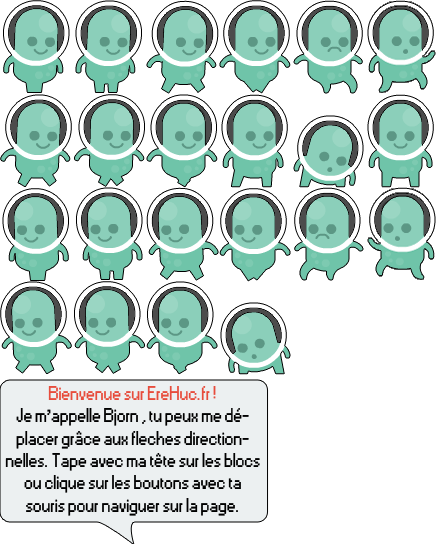 Bienvenue sur EreHuc.fr !
Je m'appelle Bjorn , tu peux me dé-
placer grâce aux fleches direction-
nelles. Tape avec ma tête sur les blocs
ou clique sur les boutons avec ta
souris pour naviguer sur la page.